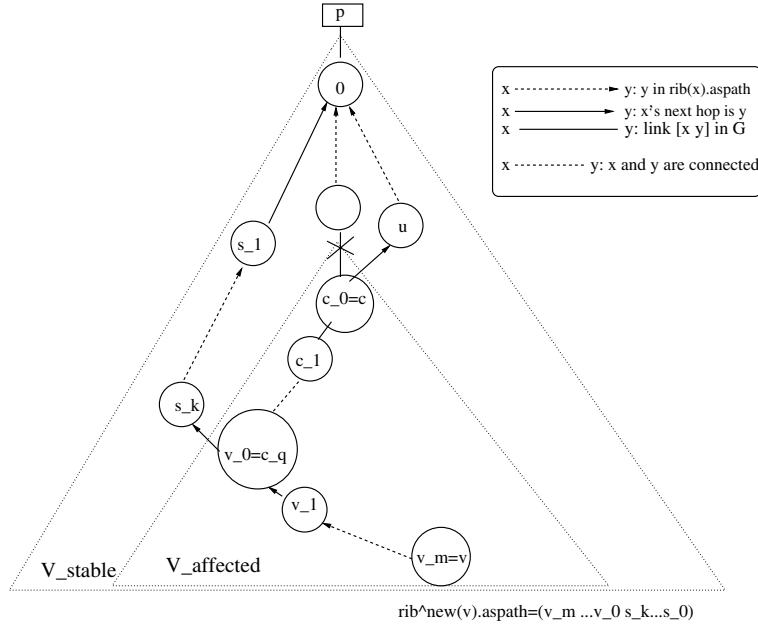 p
0
x y: y in rib(x).aspath
x y: x's next hop is y
x y: link [x y] in G
x y: x and y are connected
u
s_1
c_0=c
c_1
s_k
v_0=c_q
v_1
v_m=v
V_stable
V_affected
rib^new(v).aspath=(v_m ...v_0 s_k...s_0)